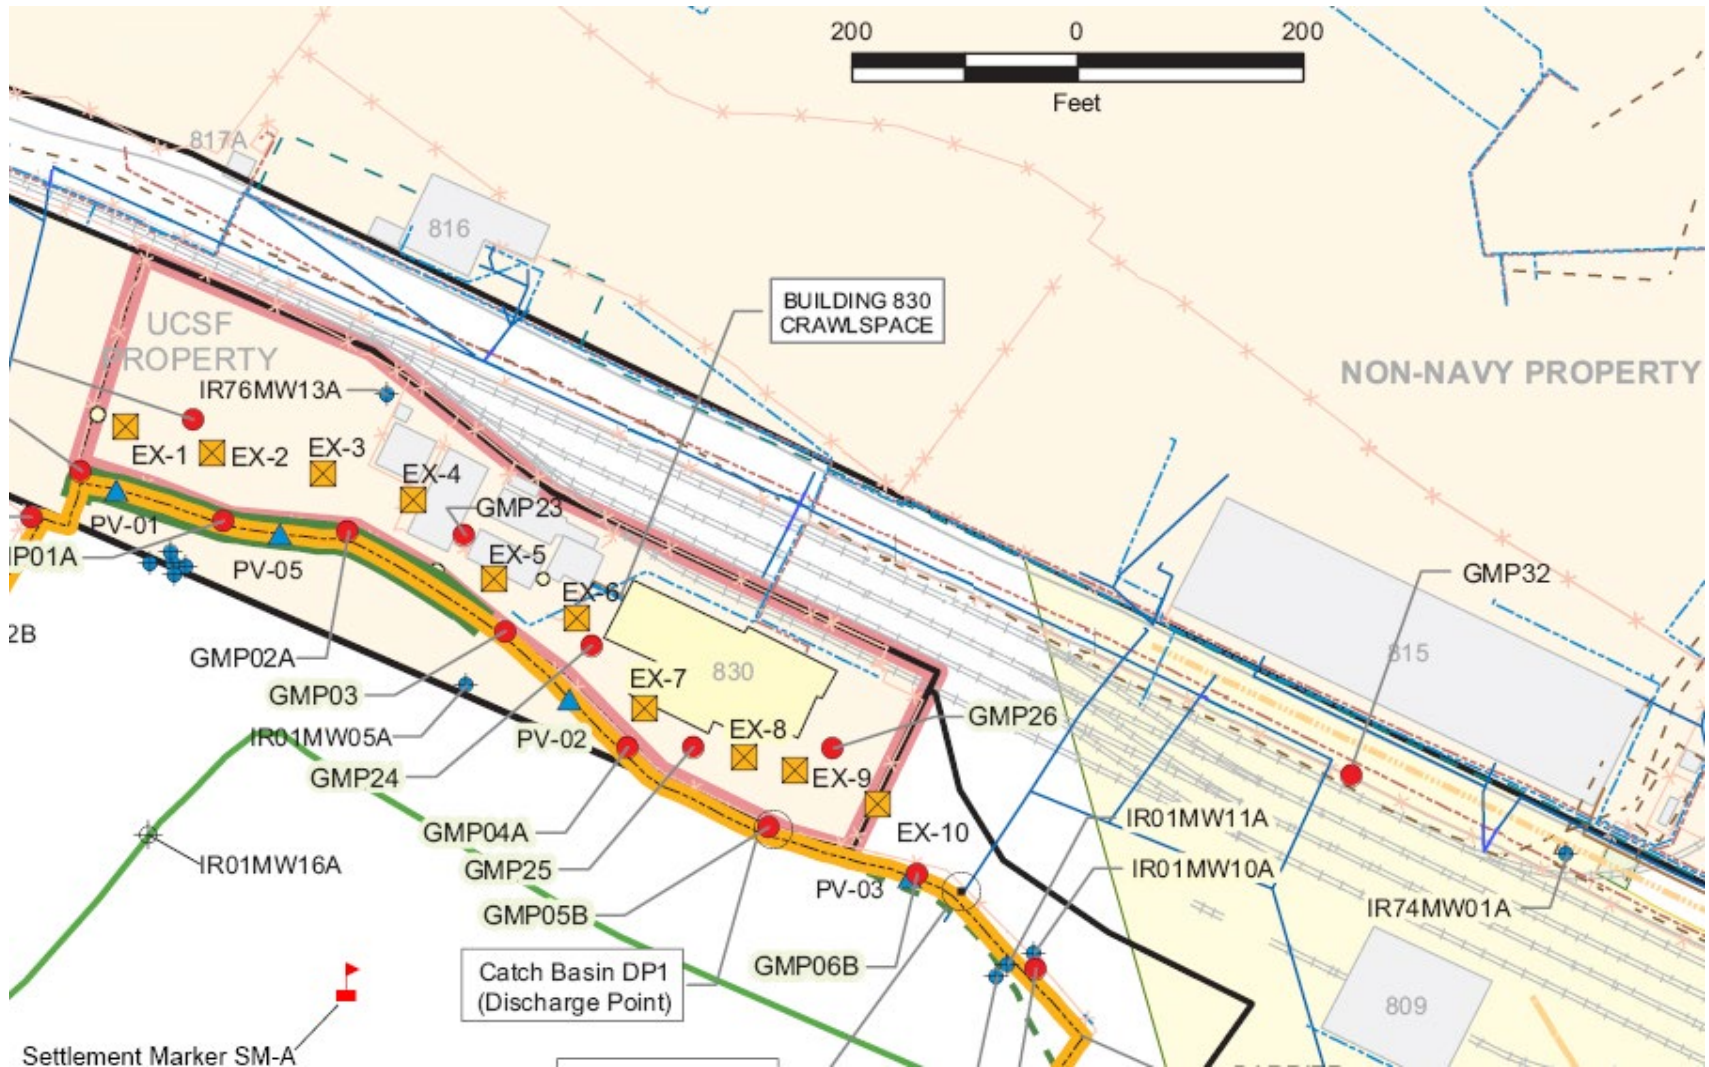 200 0 200
Feet
817A
816
BUILDING 830
CRAWLSPACE
UCSF
PROPERTY
NON-NAVY PROPERTY
IR76MW13A
EX-1
EX-2
EX-3
EX-4
GMP23
PV-01
EX-5
GMP32
PV-05
EX-6
2B
GMP02A
815
830
GMP03
EX-7
GMP26
IR01MW05A
PV-02
EX-8
GMP24
EX-9
GMP04A
EX-10
IR01MW11A
IR01MW16A
GMP25
IR01MW10A
PV-03
GMP05B
IR74MW01A
GMP06B
Catch Basin DP1
(Discharge Point)
809
Settlement Marker SM-A